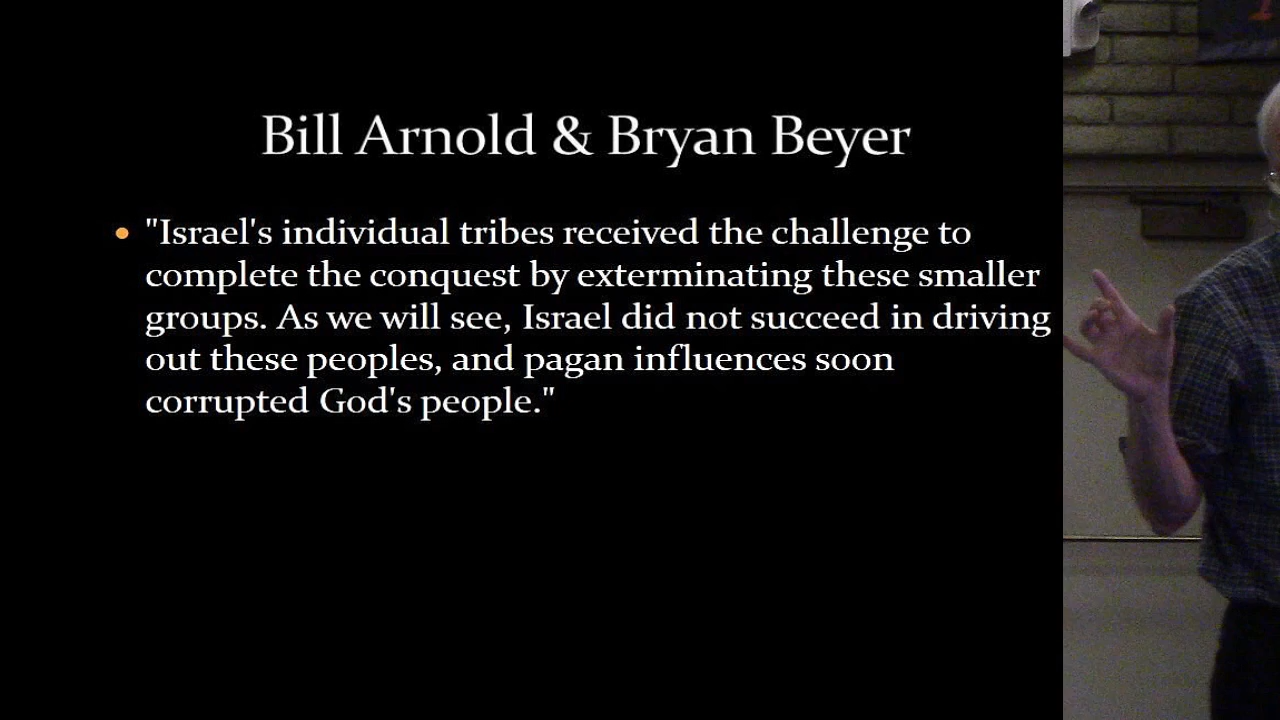 Bill Arnold & Bryan Beyer
• "Israel's individual tribes received the challenge to
complete the conquest by exterminating these smaller
groups. As we will see, Israel did not succeed in driving
out these peoples, and pagan influences soon
corrupted God's people."